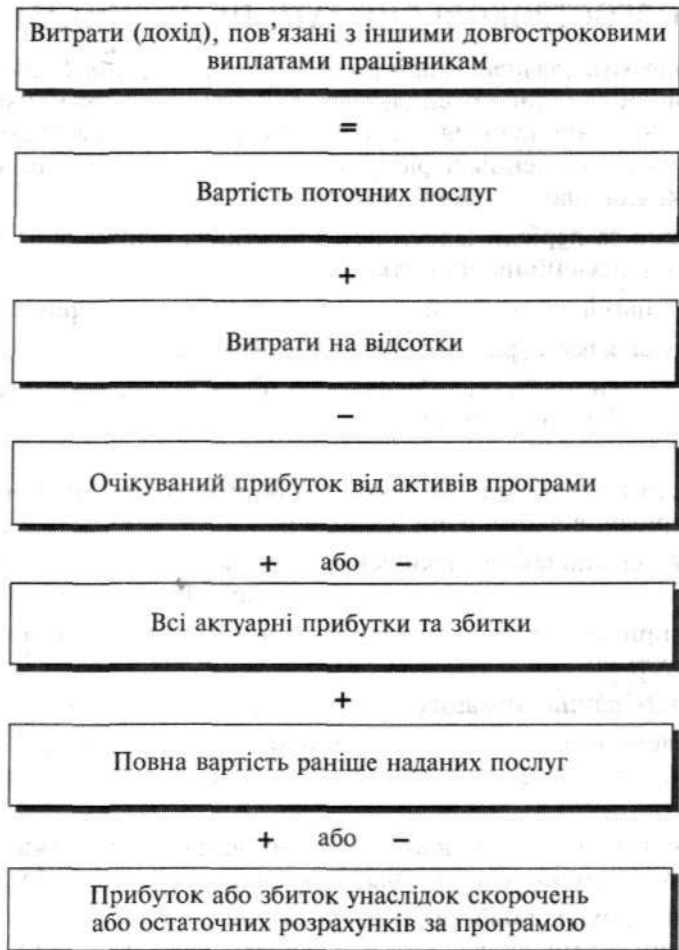 Витрати (дохід), пов’язані з іншими довгостроковими
виплатами працівникам
=
Вартість поточних послуг
+
Витрати на відсотки
−
Очікуваний прибуток від активів програми
+ або −
Всі актуарні прибутки та збитки
+
Повна вартість раніше наданих послуг
+ або −
Прибуток або збиток унаслідок скорочень
або остаточних розрахунків за програмою